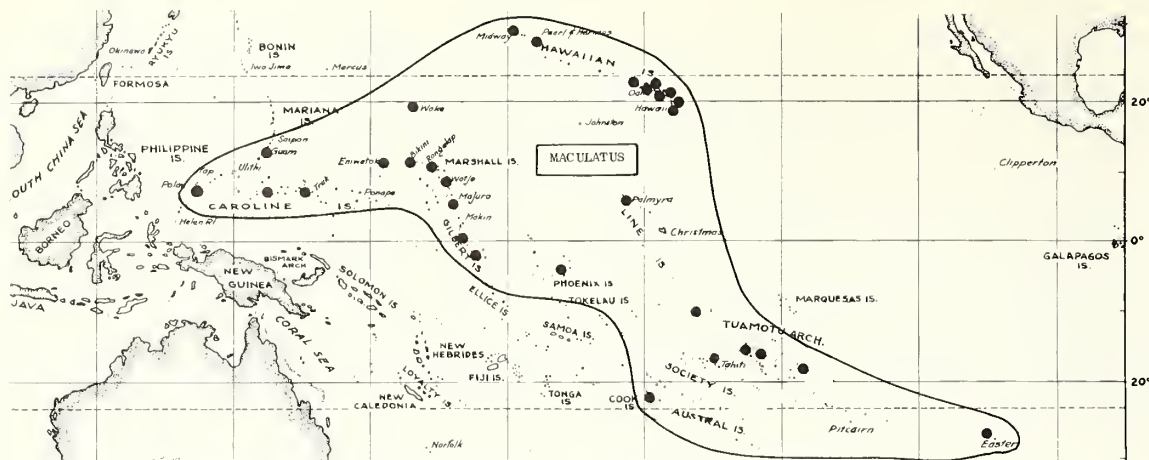 Midway
Pearl & Hermes
HAWAIIAN IS.
Okinawa
RYUKYU IS
BONIN IS
Iwo Jima
Marcus
FORMOSA
Oahu
Hawaii
20°
MARIANA IS.
Wake
Johnston
SOUTH CHINA SEA
Saipan
Guam
PHILIPPINE IS.
Eniwetok
Bikini
Rongelap
MARSHALL IS.
MACULATUS
Clipperton
Yap
Ulithi
Palau
Truk
Ponape
Wotje
Majuro
Makin
CAROLINE IS.
Palmyra
LINE IS
Christmas
Helen Rf.
BORNEO
GILBERT IS
0°
GALAPAGOS IS.
BISMARK ARCH
NEW GUINEA
SOLOMON IS
PHOENIX IS
JAVA
ELLICE IS
TOKELAU IS
MARQUESAS IS.
CORAL SEA
SAMOA IS.
TUAMOTU ARCH.
NEW HEBRIDES
FIJI IS.
Tahiti
SOCIETY IS.
LOYALTY IS
NEW CALEDONIA
TONGA IS
COOK IS
20°
AUSTRAL IS.
Pitcairn
Easter
Norfolk